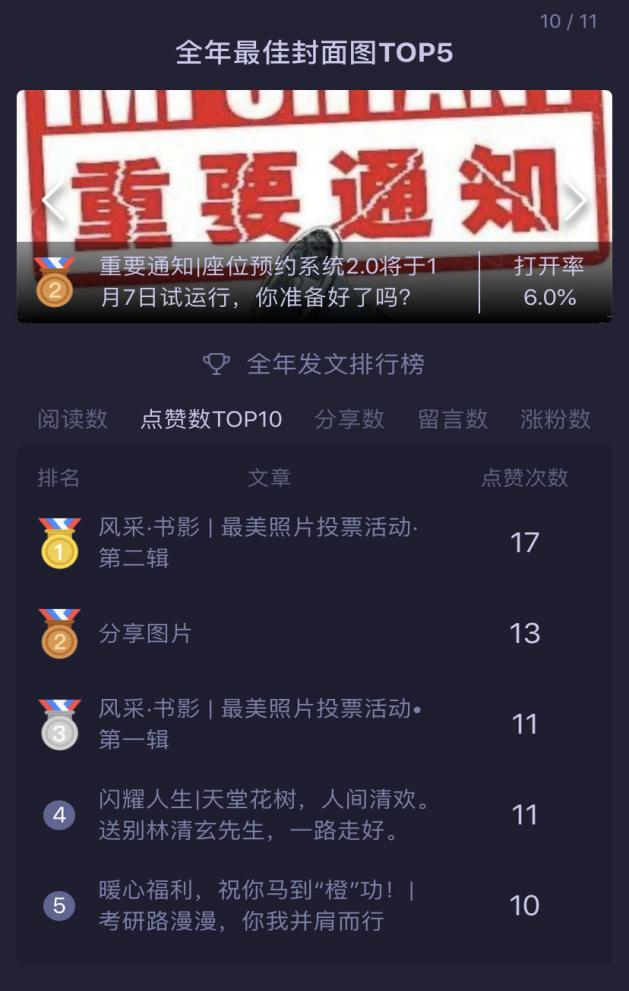 10 / 11
全年最佳封面图TOP5
IMPORTANT
重要通知
2
重要通知|座位预约系统2.0将于1
月7日试运行，你准备好了吗?
打开率
6.0%
全年发文排行榜
阅读数 点赞数TOP10 分享数 留言数 涨粉数
排名 文章 点赞次数
1
风采·书影 | 最美照片投票活动·
第二辑
17
2
分享图片
13
3
风采·书影 | 最美照片投票活动•
第一辑
11
4
闪耀人生|天堂花树，人间清欢。
送别林清玄先生，一路走好。
11
5
暖心福利，祝你马到“橙”功！|
考研路漫漫，你我并肩而行
10